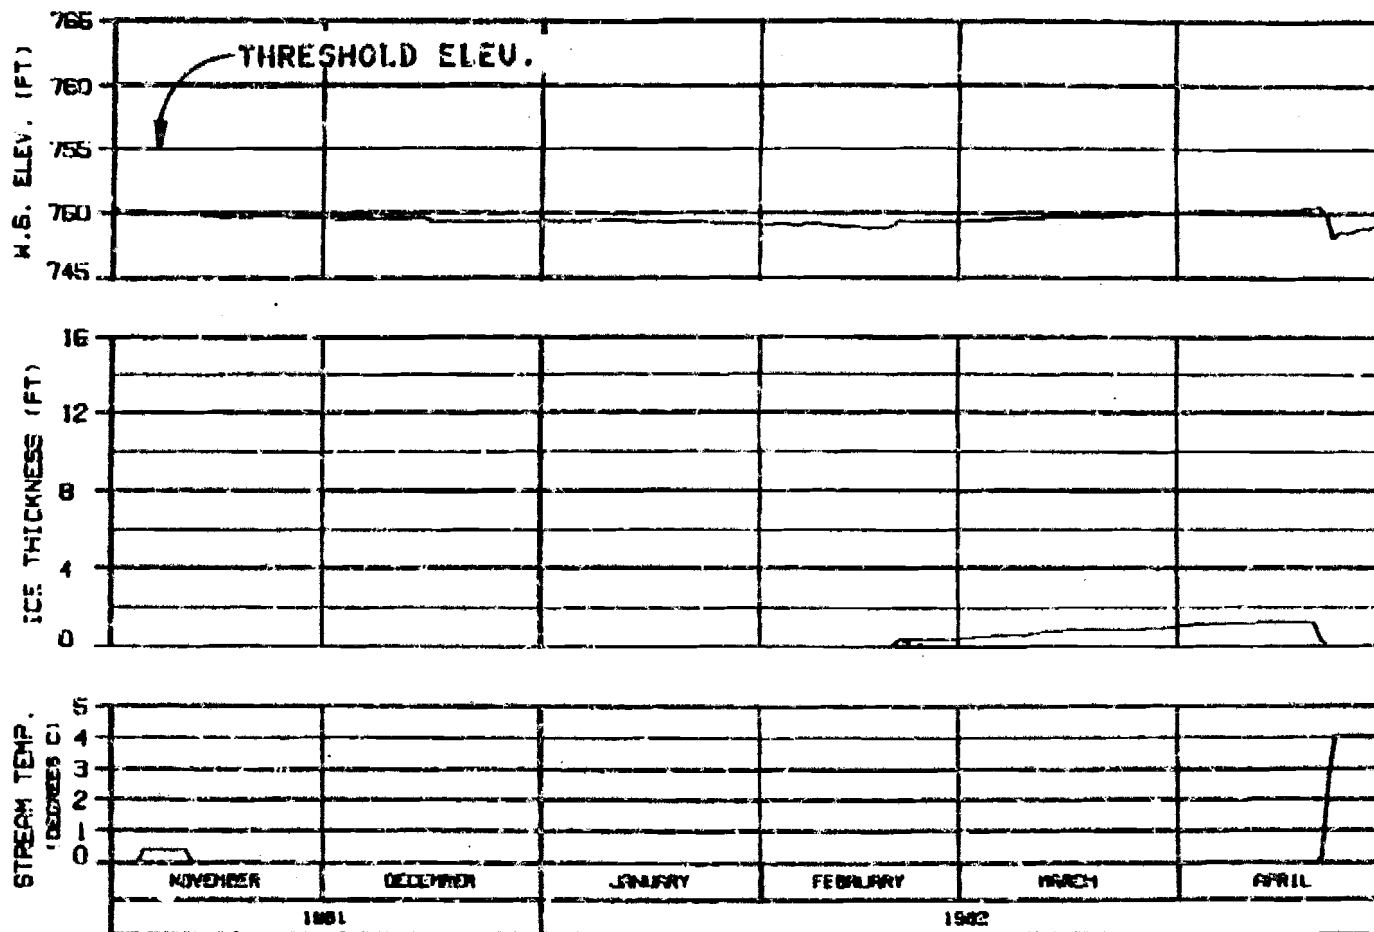 765
THRESHOLD ELEV.
760
755
750
745
W.S. ELEV. (FT)
16
12
8
4
0
ICE THICKNESS (FT)
5
4
3
2
1
0
STREAM TEMP.
(DEGREES C)
NOVEMBER DECEMBER JANUARY FEBRUARY MARCH APRIL
1981 1982